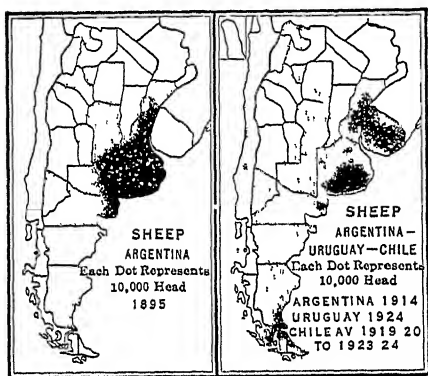 SHEEP
ARGENTINA
Each Dot Represents
10,000 Head
1895
SHEEP
ARGENTINA—
URUGUAY—CHILE
Each Dot Represents
10,000 Head
ARGENTINA 1914
URUGUAY 1924
CHILE AV 1919 20
TO 1923 24